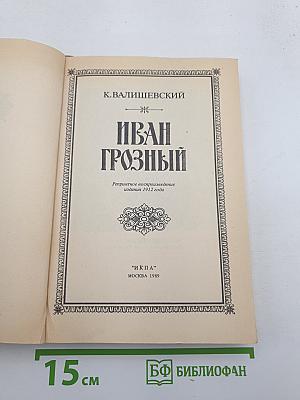 К. ВАЛИШЕВСКИЙ
ИВАН
ГРОЗНЫЙ
Репринтное воспроизведение
издания 1912 года
"ИКПА"
МОСКВА 1989
15 см
БФ БИБЛИОФАН